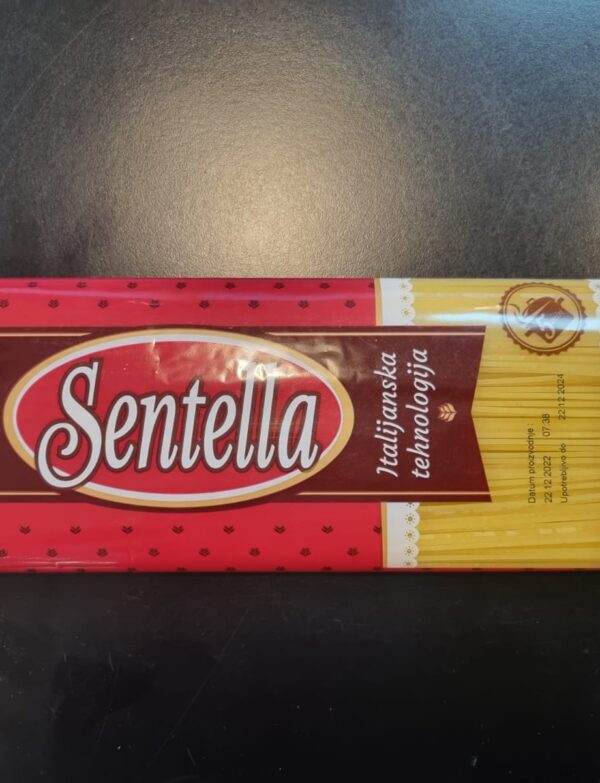 Sentella
Italijanska
tehnologija
Datum proizvodnje :
22 12 2022 07 38
Upotrebljivo do 22 12 2024